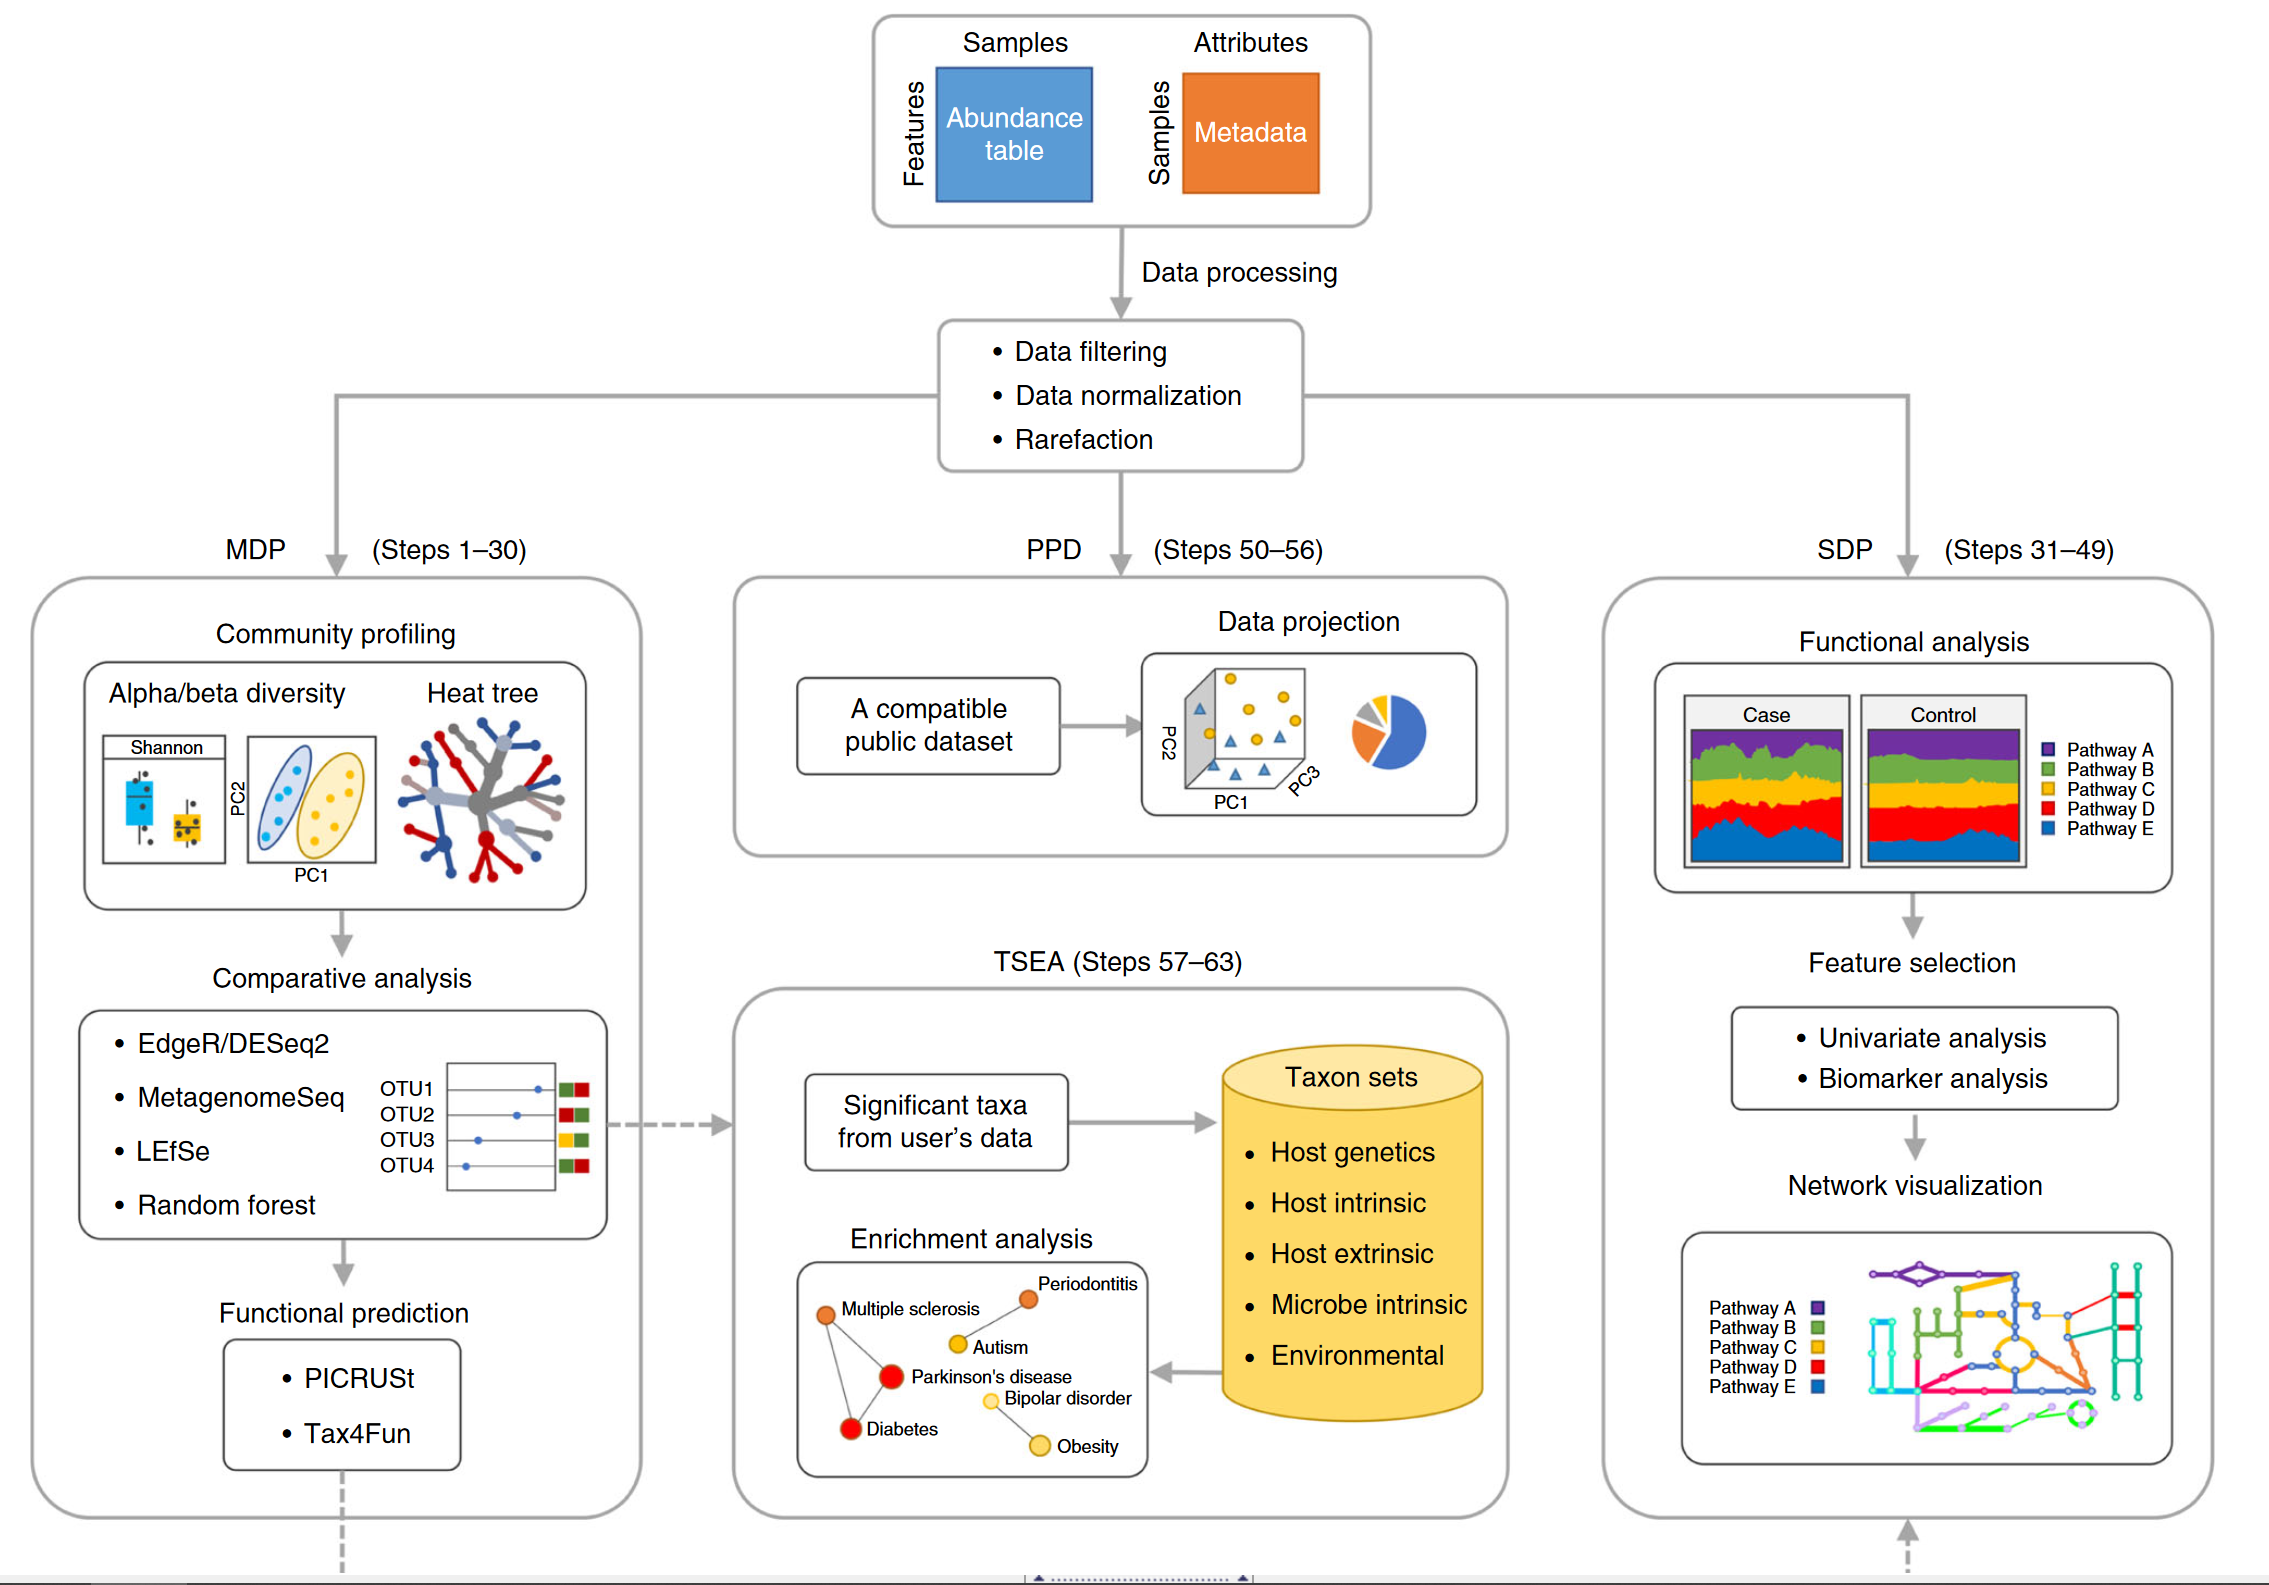 Samples
Attributes
Features
Abundance
table
Samples
Metadata
Data processing
• Data filtering
• Data normalization
• Rarefaction
MDP (Steps 1–30)
PPD (Steps 50–56)
SDP (Steps 31–49)
Community profiling
Alpha/beta diversity
Heat tree
Shannon
PC2
PC1
Comparative analysis
• EdgeR/DESeq2
• MetagenomeSeq
• LEfSe
• Random forest
OTU1
OTU2
OTU3
OTU4
Functional prediction
• PICRUSt
• Tax4Fun
Data projection
A compatible
public dataset
PC2
PC1
PC3
TSEA (Steps 57–63)
Significant taxa
from user’s data
Taxon sets
• Host genetics
• Host intrinsic
• Host extrinsic
• Microbe intrinsic
• Environmental
Enrichment analysis
Periodontitis
Multiple sclerosis
Autism
Parkinson's disease
Bipolar disorder
Diabetes
Obesity
Functional analysis
Case
Control
Pathway A
Pathway B
Pathway C
Pathway D
Pathway E
Feature selection
• Univariate analysis
• Biomarker analysis
Network visualization
Pathway A
Pathway B
Pathway C
Pathway D
Pathway E